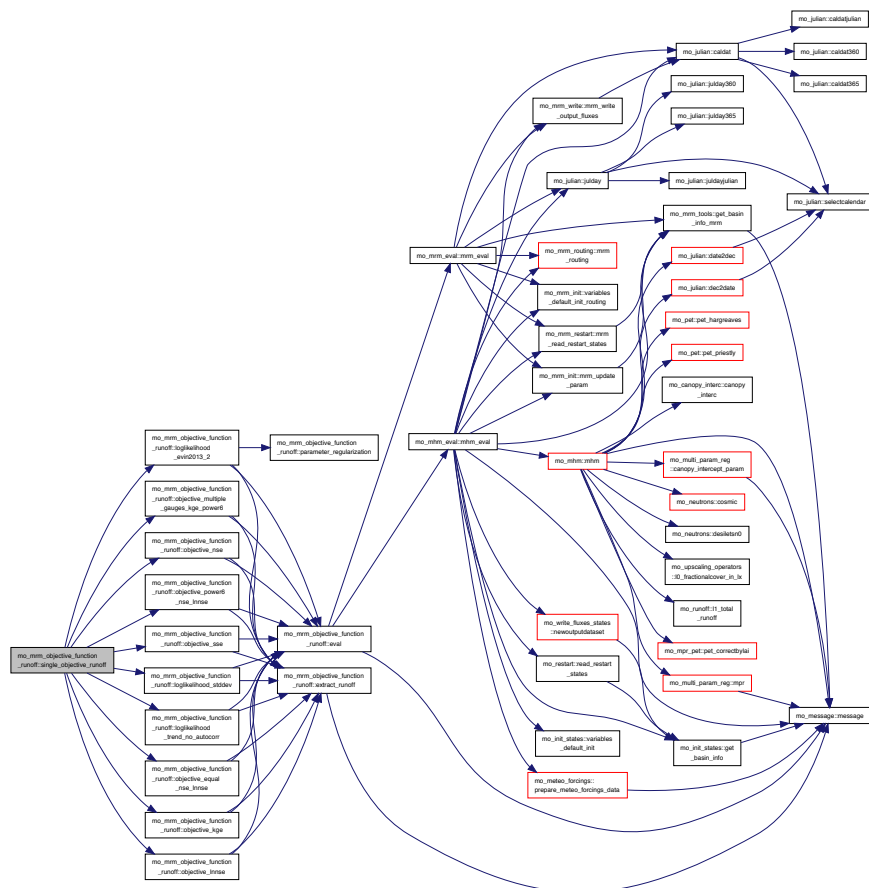 mo_julian::caldatjulian
mo_julian::caldat
mo_julian::caldat360
mo_julian::caldat365
mo_julian::julday360
mo_mrm_write::mrm_write
_output_fluxes
mo_julian::julday365
mo_julian::julday
mo_julian::juldayjulian
mo_julian::selectcalendar
mo_mrm_tools::get_basin
_info_mrm
mo_mrm_eval::mrm_eval
mo_mrm_routing::mrm
_routing
mo_julian::date2dec
mo_julian::dec2date
mo_mrm_init::variables
_default_init_routing
mo_pet::pet_hargreaves
mo_mrm_restart::mrm
_read_restart_states
mo_pet::pet_priestly
mo_mrm_init::mrm_update
_param
mo_canopy_interc::canopy
_interc
mo_mhm_eval::mhm_eval
mo_mrm_objective_function
_runoff::loglikelihood
_evin2013_2
mo_mrm_objective_function
_runoff::parameter_regularization
mo_mhm::mhm
mo_multi_param_reg
::canopy_intercept_param
mo_mrm_objective_function
_runoff::objective_multiple
_gauges_kge_power6
mo_neutrons::cosmic
mo_neutrons::desiletsn0
mo_mrm_objective_function
_runoff::objective_nse
mo_upscaling_operators
::l0_fractionalcover_in_lx
mo_mrm_objective_function
_runoff::objective_power6
_nse_lnnse
mo_runoff::l1_total
_runoff
mo_write_fluxes_states
::newoutputdataset
mo_mrm_objective_function
_runoff::single_objective_runoff
mo_mrm_objective_function
_runoff::objective_sse
mo_mrm_objective_function
_runoff::eval
mo_mpr_pet::pet_correctbylai
mo_restart::read_restart
_states
mo_mrm_objective_function
_runoff::loglikelihood_stddev
mo_mrm_objective_function
_runoff::extract_runoff
mo_multi_param_reg::mpr
mo_message::message
mo_mrm_objective_function
_runoff::loglikelihood
_trend_no_autocorr
mo_init_states::variables
_default_init
mo_init_states::get
_basin_info
mo_mrm_objective_function
_runoff::objective_equal
_nse_lnnse
mo_meteo_forcings::
prepare_meteo_forcings_data
mo_mrm_objective_function
_runoff::objective_kge
mo_mrm_objective_function
_runoff::objective_lnnse